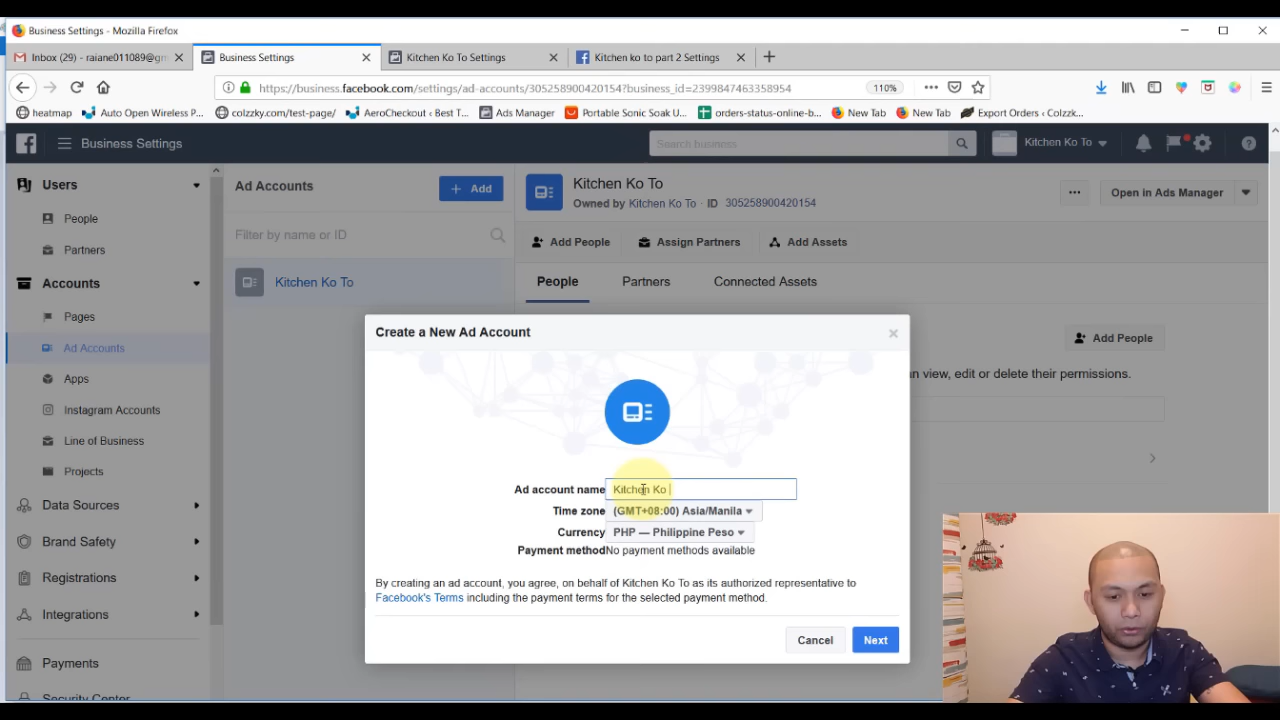 Business Settings - Mozilla Firefox
Inbox (29) - raiane011089@gm
Business Settings
Kitchen Ko To Settings
Kitchen ko to part 2 Settings
https://business.facebook.com/settings/ad-accounts/305258900420154?business_id=2399847463358954
110%
heatmap
Auto Open Wireless P...
colzzky.com/test-page/
AeroCheckout ‹ Best T...
Ads Manager
Portable Sonic Soak U...
orders-status-online-b...
New Tab
New Tab
Export Orders ‹ Colzzk...
Business Settings
Search business
Kitchen Ko To
Users
People
Partners
Accounts
Pages
Ad Accounts
Apps
Instagram Accounts
Line of Business
Projects
Data Sources
Brand Safety
Registrations
Integrations
Payments
Security Center
Ad Accounts
+ Add
Filter by name or ID
Kitchen Ko To
Kitchen Ko To
Owned by Kitchen Ko To · ID 305258900420154
Open in Ads Manager
Add People
Assign Partners
Add Assets
People
Partners
Connected Assets
Add People
n view, edit or delete their permissions.
Create a New Ad Account
Ad account name Kitchen Ko
Time zone (GMT+08:00) Asia/Manila
Currency PHP — Philippine Peso
Payment method No payment methods available
By creating an ad account, you agree, on behalf of Kitchen Ko To as its authorized representative to
Facebook's Terms including the payment terms for the selected payment method.
Cancel
Next